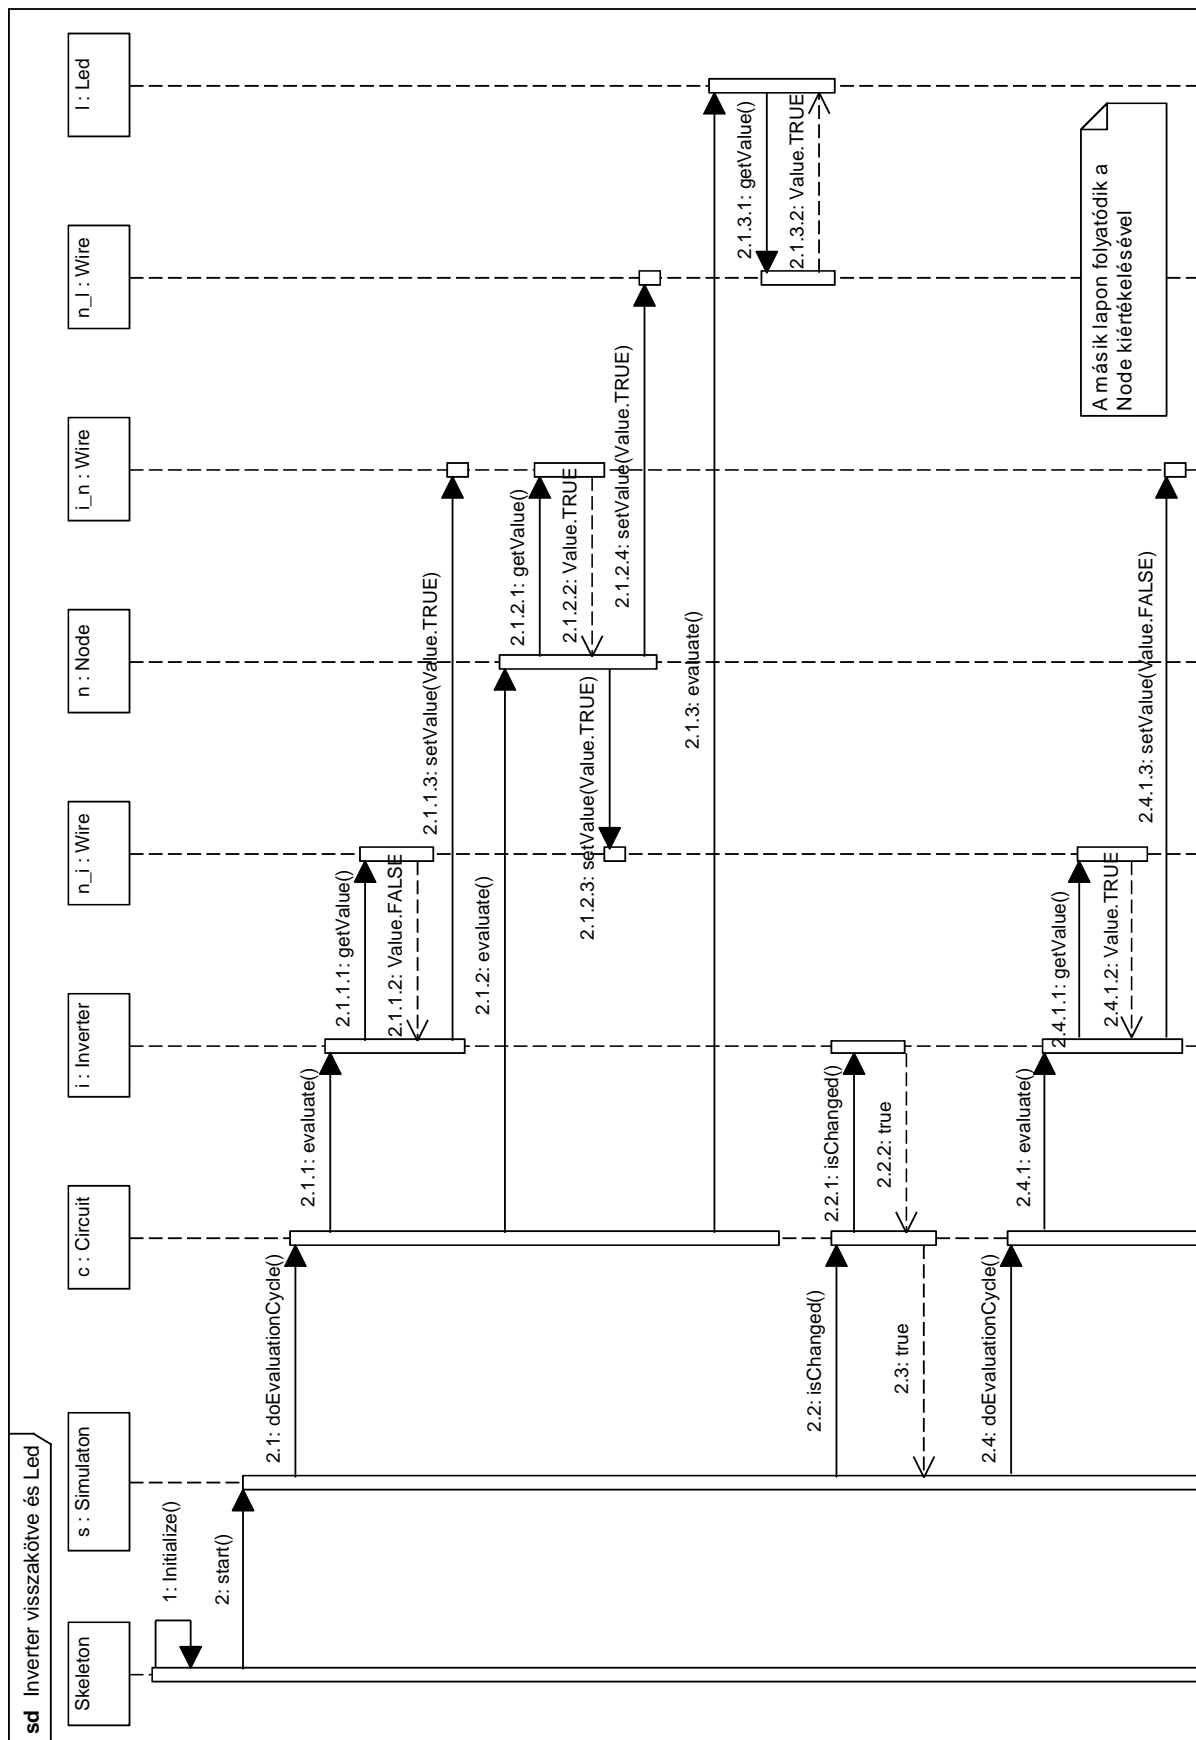 sd Inverter visszakötve és Led
Skeleton
s : Simulaton
c : Circuit
i : Inverter
n_i : Wire
n : Node
i_n : Wire
n_l : Wire
l : Led
1: Initialize()
2: start()
2.1: doEvaluationCycle()
2.1.1: evaluate()
2.1.1.1: getValue()
2.1.1.2: Value.FALSE
2.1.1.3: setValue(Value.TRUE)
2.1.2: evaluate()
2.1.2.1: getValue()
2.1.2.2: Value.TRUE
2.1.2.3: setValue(Value.TRUE)
2.1.2.4: setValue(Value.TRUE)
2.1.3: evaluate()
2.1.3.1: getValue()
2.1.3.2: Value.TRUE
2.2: isChanged()
2.2.1: isChanged()
2.2.2: true
2.3: true
2.4: doEvaluationCycle()
2.4.1: evaluate()
2.4.1.1: getValue()
2.4.1.2: Value.TRUE
2.4.1.3: setValue(Value.FALSE)
A másik lapon folyatódik a
Node kiértékelésével